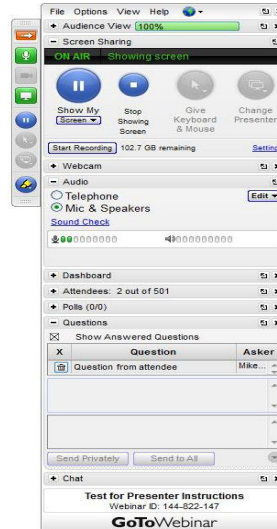 File Options View Help
Audience View 100%
Screen Sharing
ON AIR Showing screen
Show My Screen
Stop Showing Screen
Give Keyboard & Mouse
Change Presenter
Start Recording 102.7 GB remaining Setting
Webcam
Audio
Telephone Edit
Mic & Speakers
Sound Check
Dashboard
Attendees: 2 out of 501
Polls (0/0)
Questions
Show Answered Questions
X Question Asker
Question from attendee Mike...
Send Privately Send to All
Chat
Test for Presenter Instructions
Webinar ID: 144-822-147
GoToWebinar